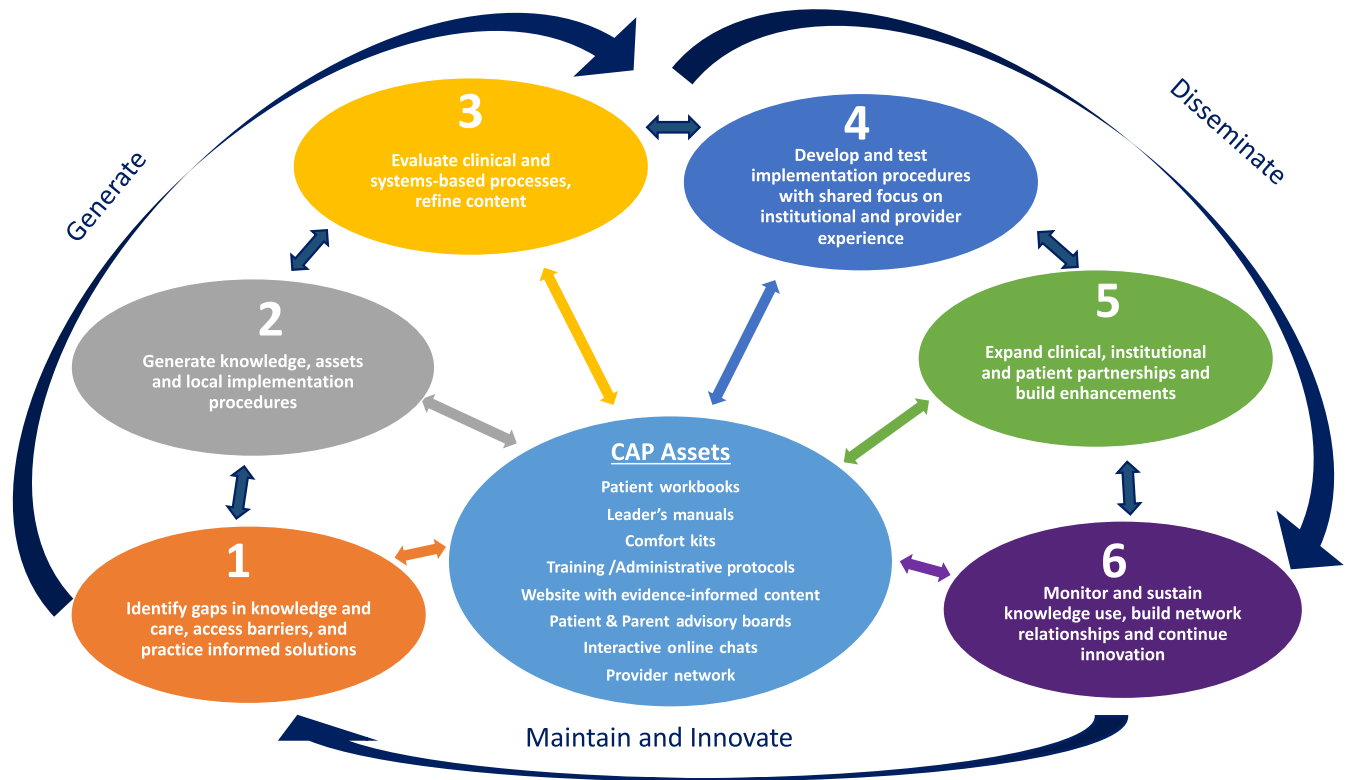 Generate
Disseminate
3
Evaluate clinical and
systems-based processes,
refine content
4
Develop and test
implementation procedures
with shared focus on
institutional and provider
experience
2
Generate knowledge, assets
and local implementation
procedures
5
Expand clinical, institutional
and patient partnerships and
build enhancements
1
Identify gaps in knowledge and
care, access barriers, and
practice informed solutions
CAP Assets
Patient workbooks
Leader's manuals
Comfort kits
Training /Administrative protocols
Website with evidence-informed content
Patient & Parent advisory boards
Interactive online chats
Provider network
6
Monitor and sustain
knowledge use, build network
relationships and continue
innovation
Maintain and Innovate